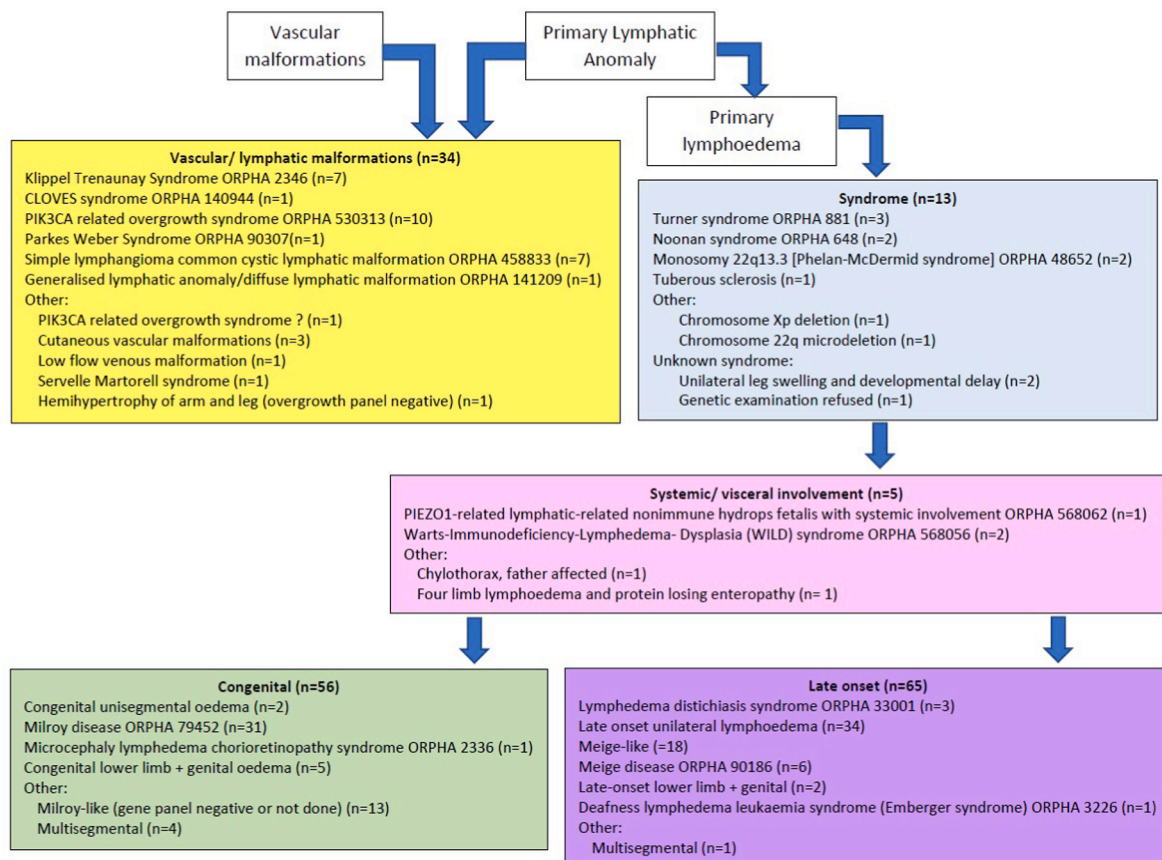 Vascular
malformations
Primary Lymphatic
Anomaly
Primary
lymphoedema
Vascular/ lymphatic malformations (n=34)
Klippel Trenaunay Syndrome ORPHA 2346 (n=7)
CLOVES syndrome ORPHA 140944 (n=1)
PIK3CA related overgrowth syndrome ORPHA 530313 (n=10)
Parkes Weber Syndrome ORPHA 90307(n=1)
Simple lymphangioma common cystic lymphatic malformation ORPHA 458833 (n=7)
Generalised lymphatic anomaly/diffuse lymphatic malformation ORPHA 141209 (n=1)
Other:
PIK3CA related overgrowth syndrome ? (n=1)
Cutaneous vascular malformations (n=3)
Low flow venous malformation (n=1)
Servelle Martorell syndrome (n=1)
Hemihypertrophy of arm and leg (overgrowth panel negative) (n=1)
Syndrome (n=13)
Turner syndrome ORPHA 881 (n=3)
Noonan syndrome ORPHA 648 (n=2)
Monosomy 22q13.3 [Phelan-McDermid syndrome] ORPHA 48652 (n=2)
Tuberous sclerosis (n=1)
Other:
Chromosome Xp deletion (n=1)
Chromosome 22q microdeletion (n=1)
Unknown syndrome:
Unilateral leg swelling and developmental delay (n=2)
Genetic examination refused (n=1)
Systemic/ visceral involvement (n=5)
PIEZO1-related lymphatic-related nonimmune hydrops fetalis with systemic involvement ORPHA 568062 (n=1)
Warts-Immunodeficiency-Lymphedema- Dysplasia (WILD) syndrome ORPHA 568056 (n=2)
Other:
Chylothorax, father affected (n=1)
Four limb lymphoedema and protein losing enteropathy (n= 1)
Congenital (n=56)
Congenital unisegmental oedema (n=2)
Milroy disease ORPHA 79452 (n=31)
Microcephaly lymphedema chorioretinopathy syndrome ORPHA 2336 (n=1)
Congenital lower limb + genital oedema (n=5)
Other:
Milroy-like (gene panel negative or not done) (n=13)
Multisegmental (n=4)
Late onset (n=65)
Lymphedema distichiasis syndrome ORPHA 33001 (n=3)
Late onset unilateral lymphoedema (n=34)
Meige-like (=18)
Meige disease ORPHA 90186 (n=6)
Late-onset lower limb + genital (n=2)
Deafness lymphedema leukaemia syndrome (Emberger syndrome) ORPHA 3226 (n=1)
Other:
Multisegmental (n=1)